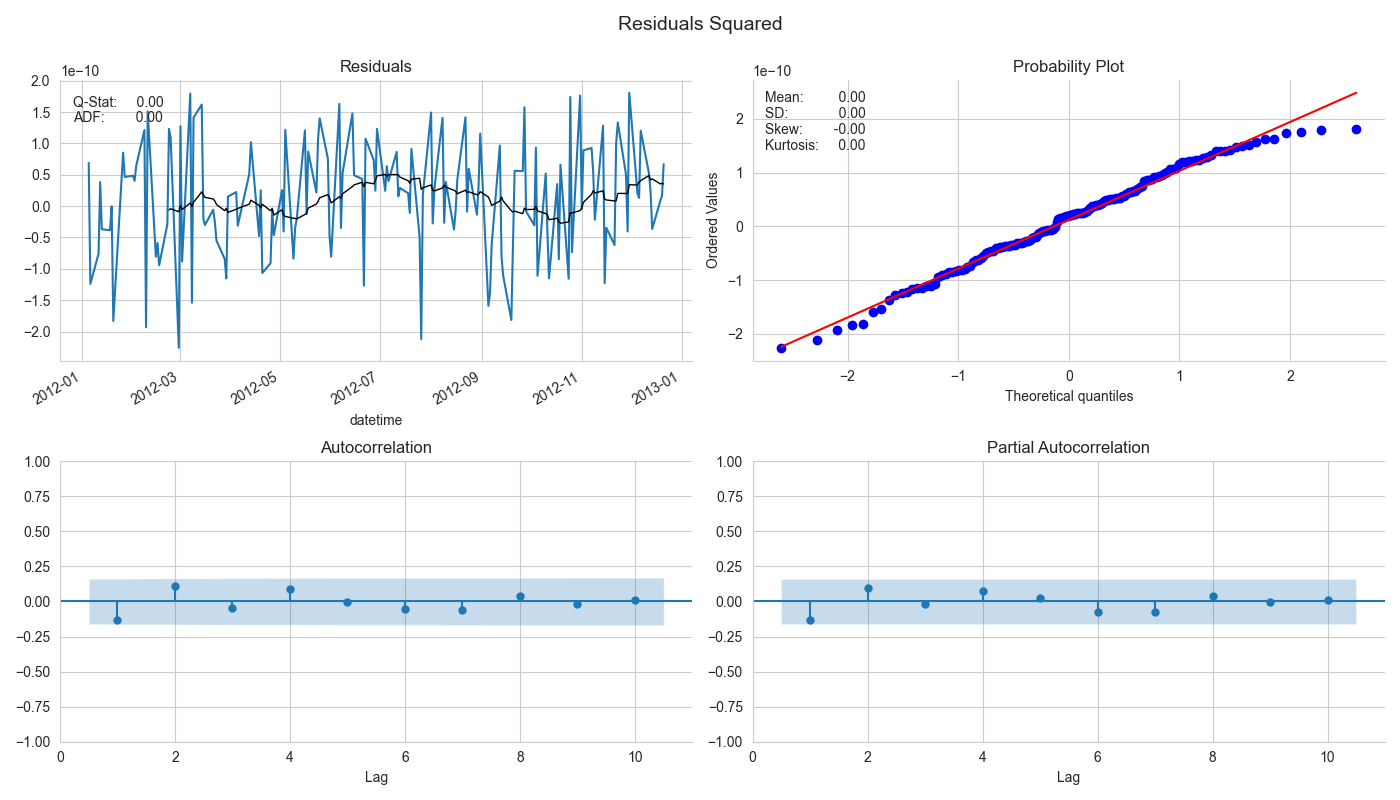 Residuals Squared
Residuals
1e−10
Q-Stat: 0.00
ADF: 0.00
2.0
1.5
1.0
0.5
0.0
−0.5
−1.0
−1.5
−2.0
2012-01
2012-03
2012-05
2012-07
2012-09
2012-11
2013-01
datetime
Probability Plot
1e−10
Mean: 0.00
SD: 0.00
Skew: -0.00
Kurtosis: 0.00
Ordered Values
2
1
0
−1
−2
−2 −1 0 1 2
Theoretical quantiles
Autocorrelation
1.00
0.75
0.50
0.25
0.00
−0.25
−0.50
−0.75
−1.00
0 2 4 6 8 10
Lag
Partial Autocorrelation
1.00
0.75
0.50
0.25
0.00
−0.25
−0.50
−0.75
−1.00
0 2 4 6 8 10
Lag